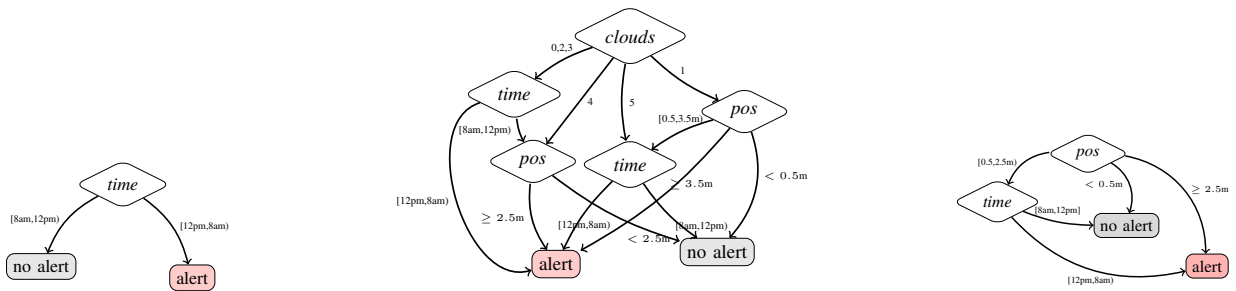 time
[8am,12pm)
[12pm,8am)
no alert
alert
clouds
0,2,3
4
5
1
time
pos
[8am,12pm)
[0.5,3.5m)
pos
time
≥ 3.5m
< 0.5m
[12pm,8am)
≥ 2.5m
[12pm,8am)
[8am,12pm)
< 2.5m
alert
no alert
pos
[0.5,2.5m)
< 0.5m
≥ 2.5m
time
[8am,12pm]
no alert
[12pm,8am)
alert